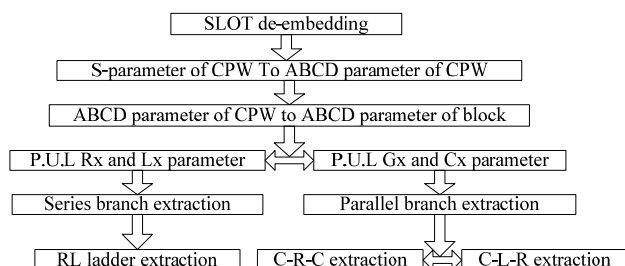 SLOT de-embedding
S-parameter of CPW To ABCD parameter of CPW
ABCD parameter of CPW to ABCD parameter of block
P.U.L Rx and Lx parameter
P.U.L Gx and Cx parameter
Series branch extraction
Parallel branch extraction
RL ladder extraction
C-R-C extraction
C-L-R extraction